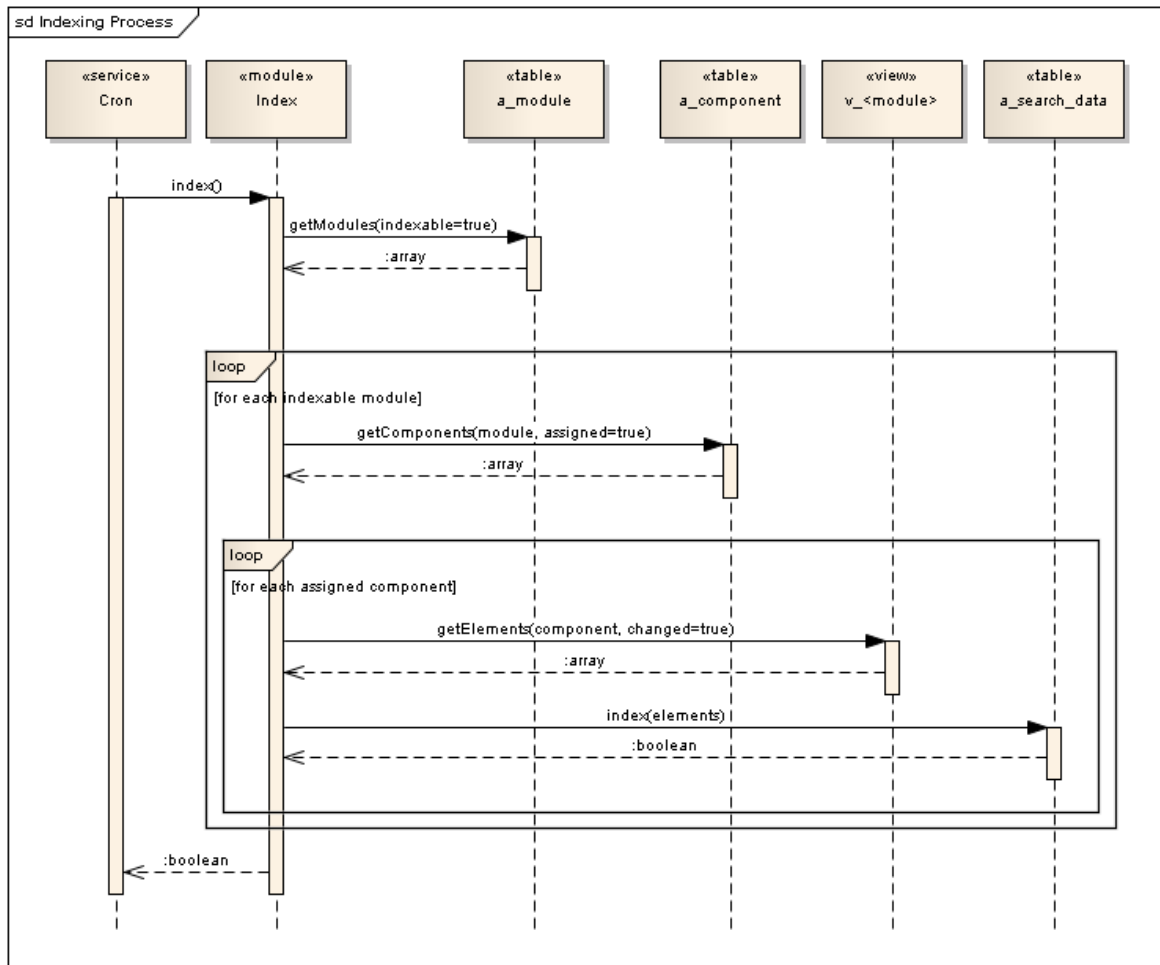 sd Indexing Process
«service» «module» «table» «table» «view» «table»
Cron Index a_module a_component v_<module> a_search_data
index()
getModules(indexable=true)
:array
loop
[for each indexable module]
getComponents(module, assigned=true)
:array
loop
[for each assigned component]
getElements(component, changed=true)
:array
index(elements)
:boolean
:boolean